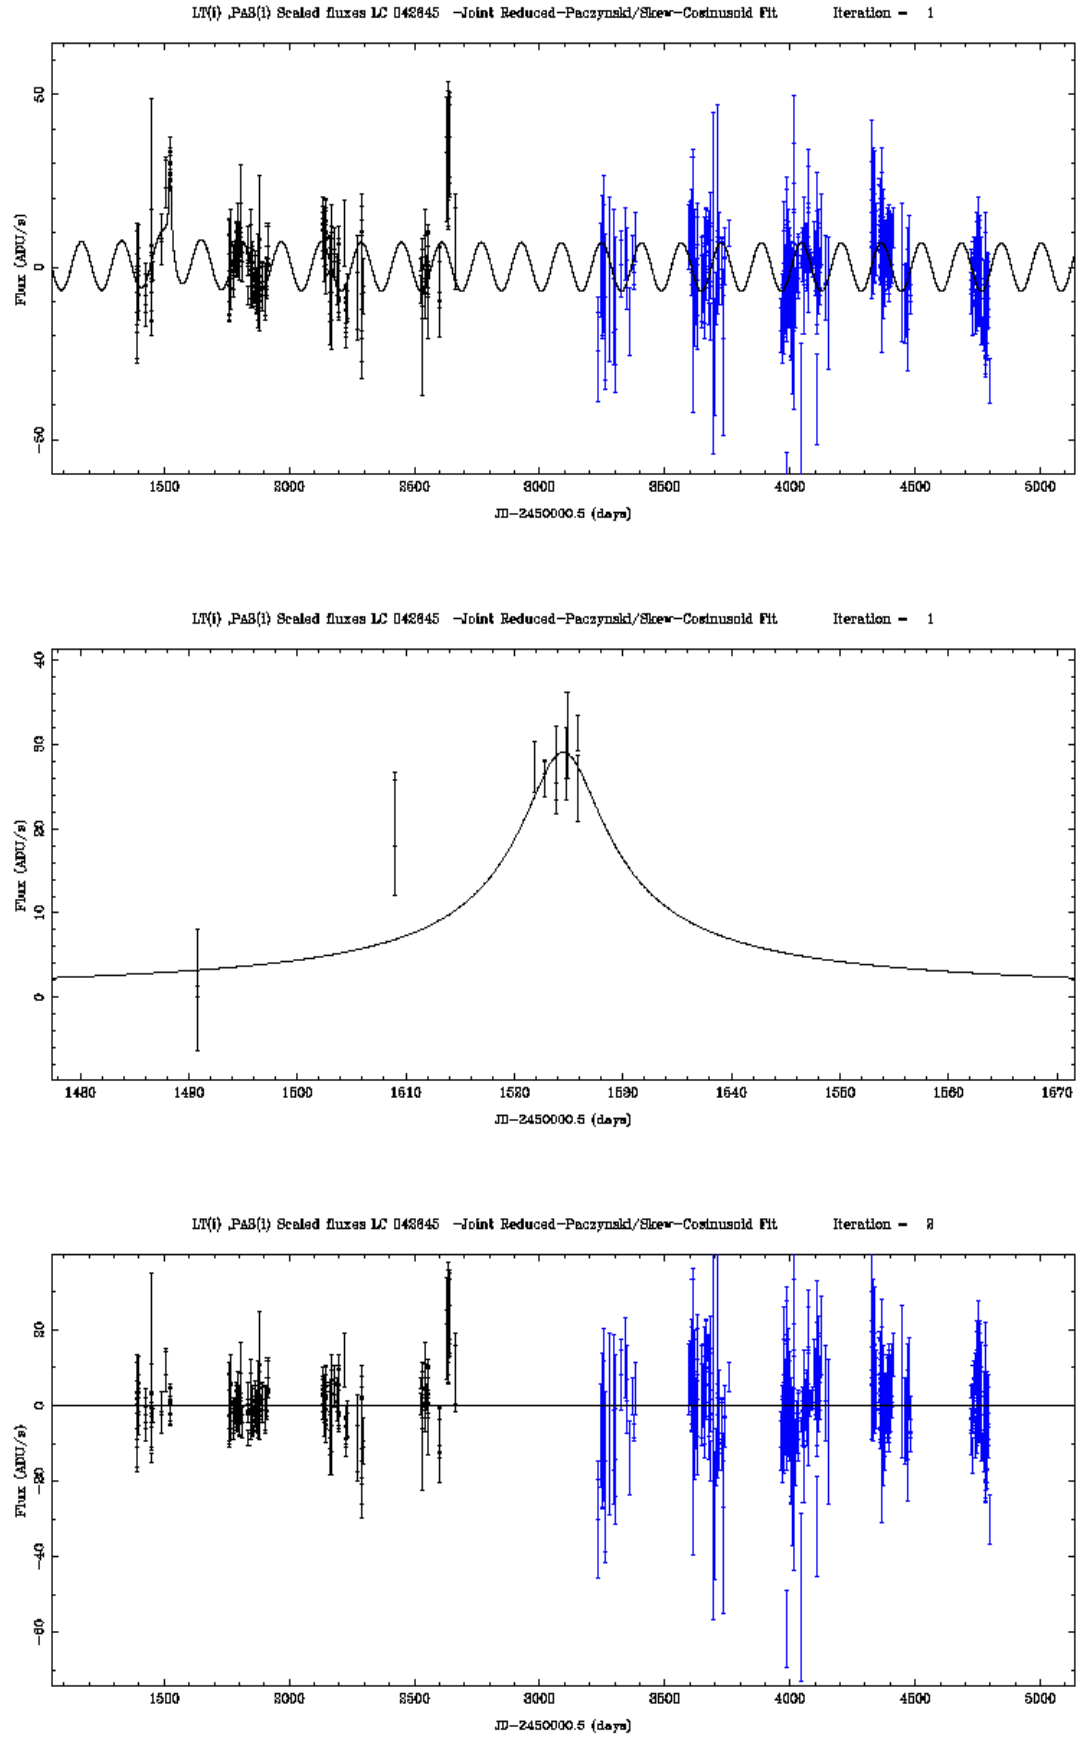 LT(i) ,PAS(i) Scaled fluxes LC 042645 -Joint Reduced-Paczynski/Skew-Cosinusoid Fit Iteration = 1
50
0
-50
Flux (ADU/s)
1500 2000 2500 3000 3500 4000 4500 5000
JD-2450000.5 (days)
LT(i) ,PAS(i) Scaled fluxes LC 042645 -Joint Reduced-Paczynski/Skew-Cosinusoid Fit Iteration = 1
40
30
20
10
0
Flux (ADU/s)
1480 1490 1500 1510 1520 1530 1540 1550 1560 1570
JD-2450000.5 (days)
LT(i) ,PAS(i) Scaled fluxes LC 042645 -Joint Reduced-Paczynski/Skew-Cosinusoid Fit Iteration = 2
20
0
-20
-40
-60
Flux (ADU/s)
1500 2000 2500 3000 3500 4000 4500 5000
JD-2450000.5 (days)